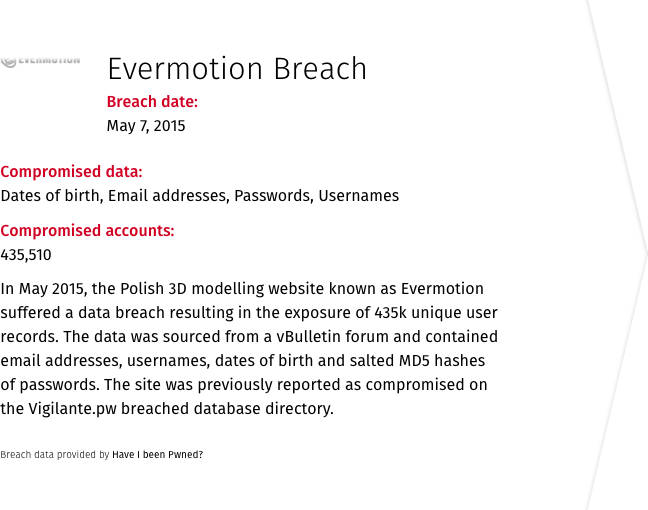 EVERMOTION
Evermotion Breach
Breach date:
May 7, 2015
Compromised data:
Dates of birth, Email addresses, Passwords, Usernames
Compromised accounts:
435,510
In May 2015, the Polish 3D modelling website known as Evermotion
suffered a data breach resulting in the exposure of 435k unique user
records. The data was sourced from a vBulletin forum and contained
email addresses, usernames, dates of birth and salted MD5 hashes
of passwords. The site was previously reported as compromised on
the Vigilante.pw breached database directory.
Breach data provided by Have I been Pwned?